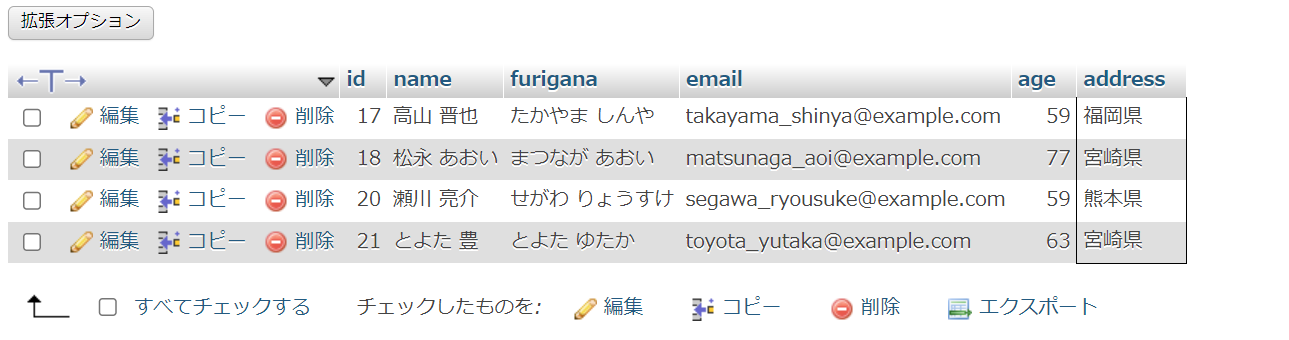 拡張オプション
←T→ id name furigana email age address
編集 コピー 削除 17 高山 晋也 たかやま しんや takayama_shinya@example.com 59 福岡県
編集 コピー 削除 18 松永 あおい まつなが あおい matsunaga_aoi@example.com 77 宮崎県
編集 コピー 削除 20 瀬川 亮介 せがわ りょうすけ segawa_ryousuke@example.com 59 熊本県
編集 コピー 削除 21 とよた 豊 とよた ゆたか toyota_yutaka@example.com 63 宮崎県
すべてチェックする チェックしたものを: 編集 コピー 削除 エクスポート